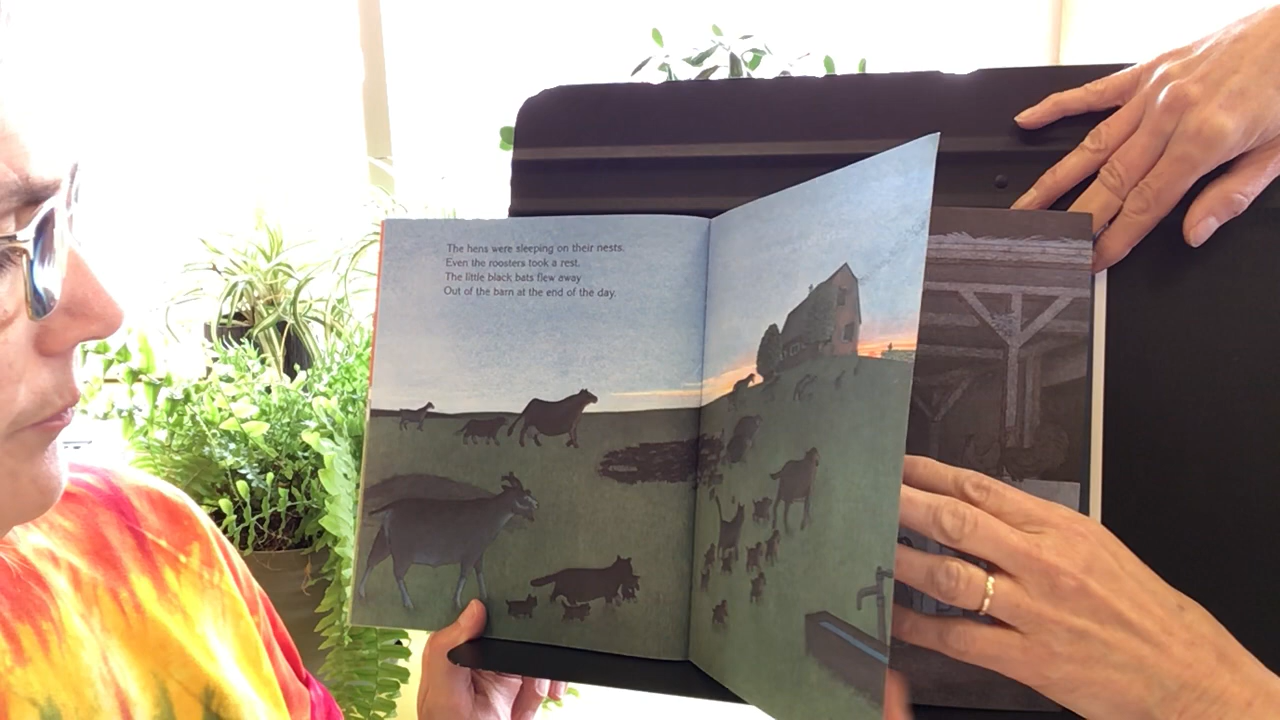 The hens were sleeping on their nests.
Even the roosters took a rest.
The little black bats flew away
Out of the barn at the end of the day.